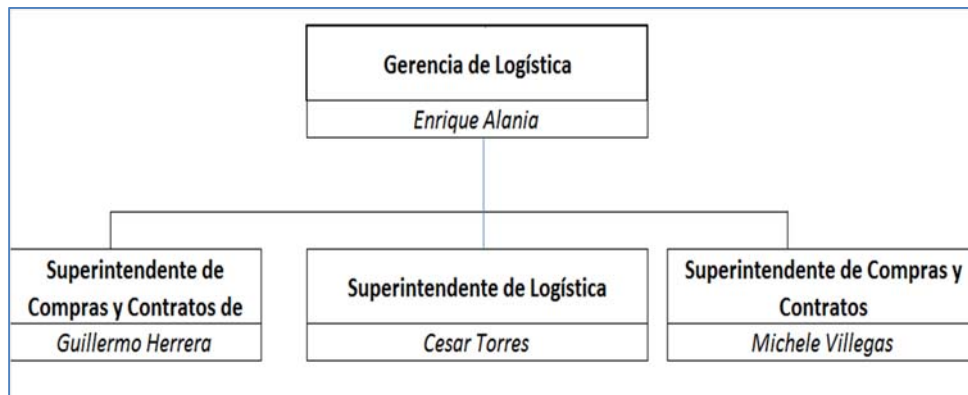 Gerencia de Logística
Enrique Alania
Superintendente de
Compras y Contratos de
Guillermo Herrera
Superintendente de Logística
Cesar Torres
Superintendente de Compras y
Contratos
Michele Villegas